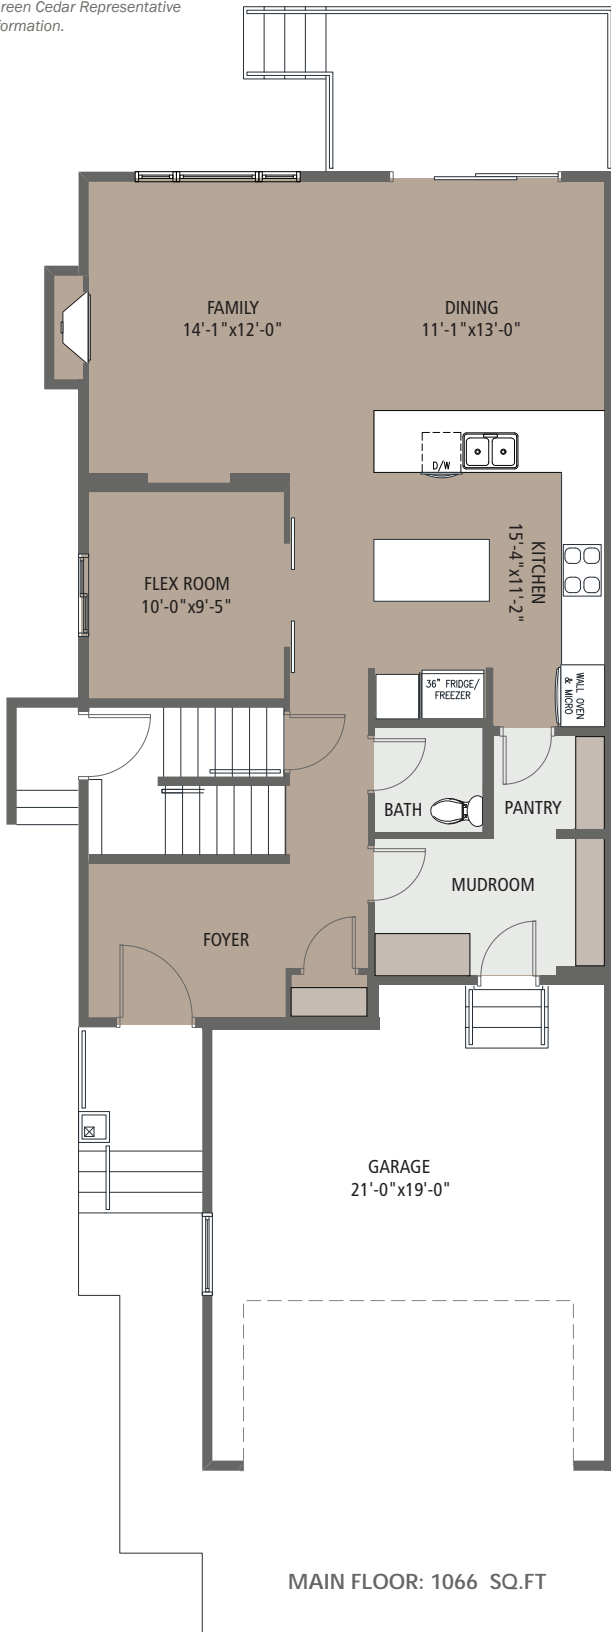 reen Cedar Representative
formation.
FAMILY
14'-1"x12'-0"
DINING
11'-1"x13'-0"
D/W
KITCHEN
15'-4"x11'-2"
FLEX ROOM
10'-0"x9'-5"
36" FRIDGE/
FREEZER
WALL OVEN
& MICRO
BATH
PANTRY
MUDROOM
FOYER
GARAGE
21'-0"x19'-0"
MAIN FLOOR: 1066 SQ.FT